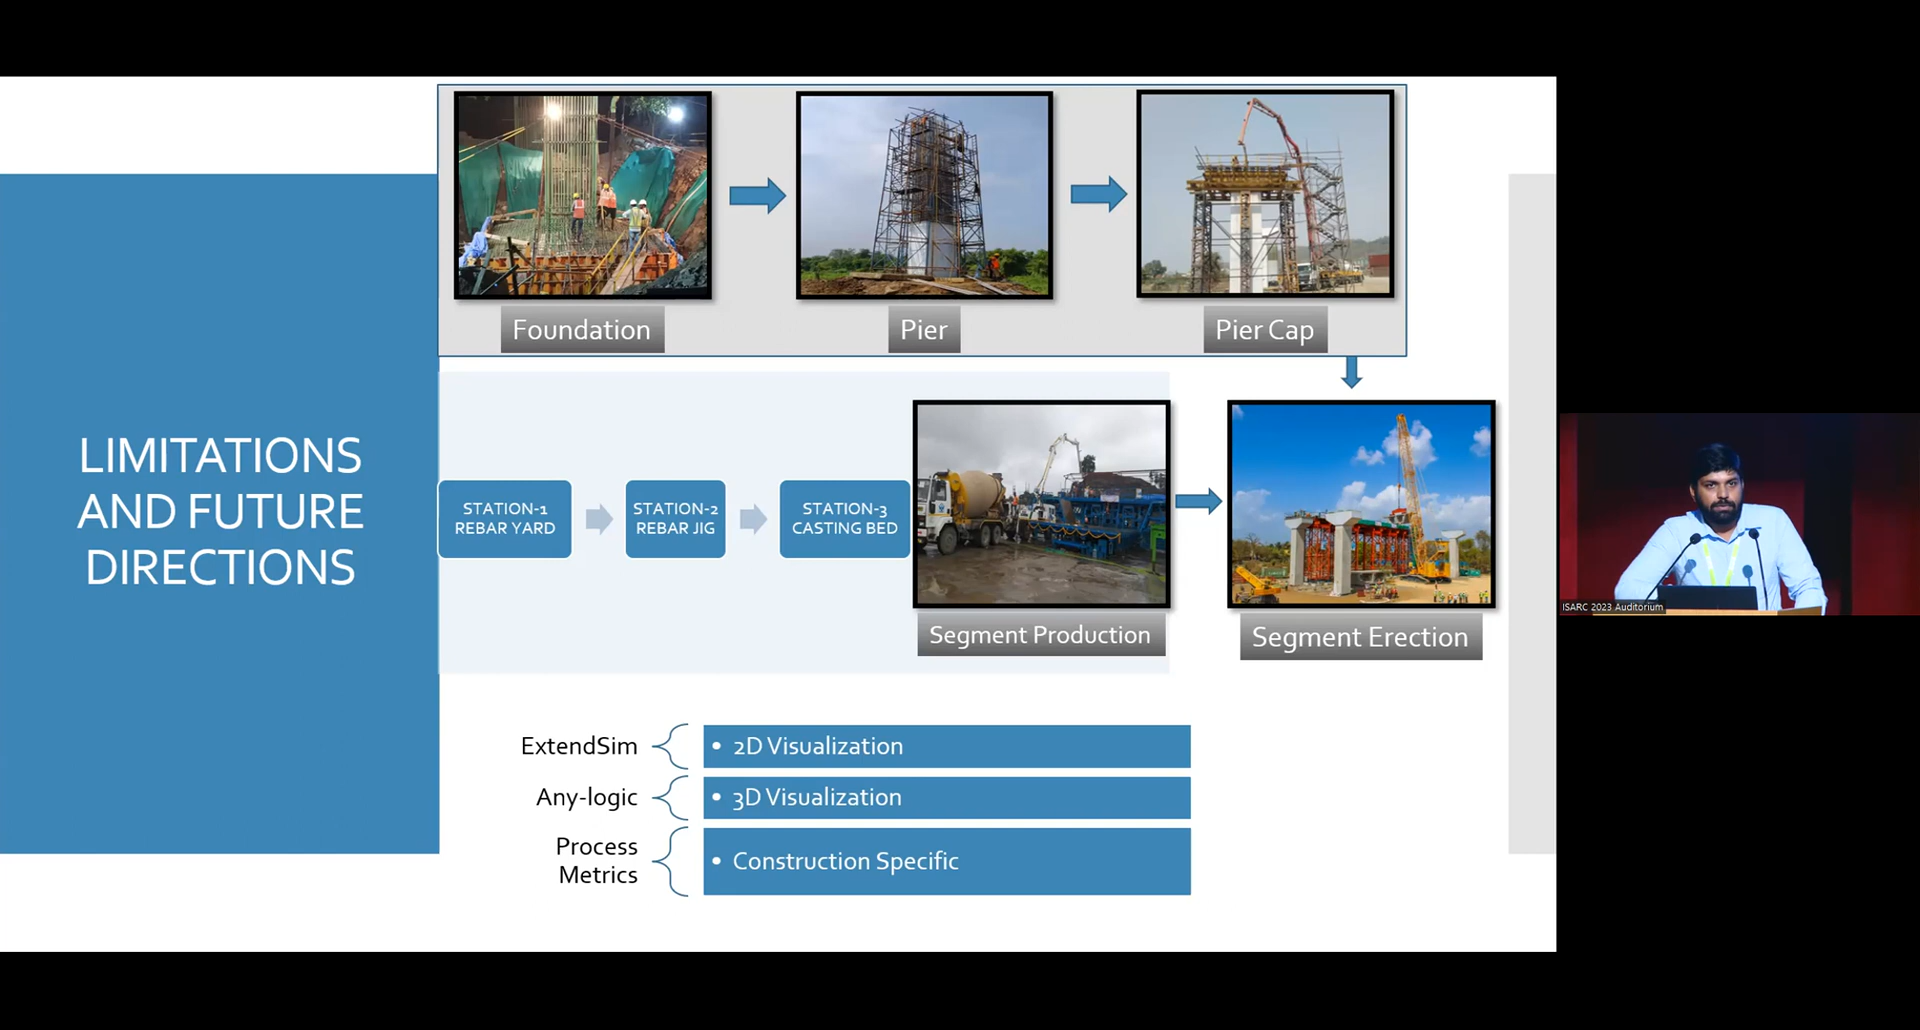 LIMITATIONS
AND FUTURE
DIRECTIONS
Foundation
Pier
Pier Cap
STATION-1
REBAR YARD
STATION-2
REBAR JIG
STATION-3
CASTING BED
Segment Production
Segment Erection
ExtendSim
• 2D Visualization
Any-logic
• 3D Visualization
Process
Metrics
• Construction Specific
ISARC 2023 Auditorium